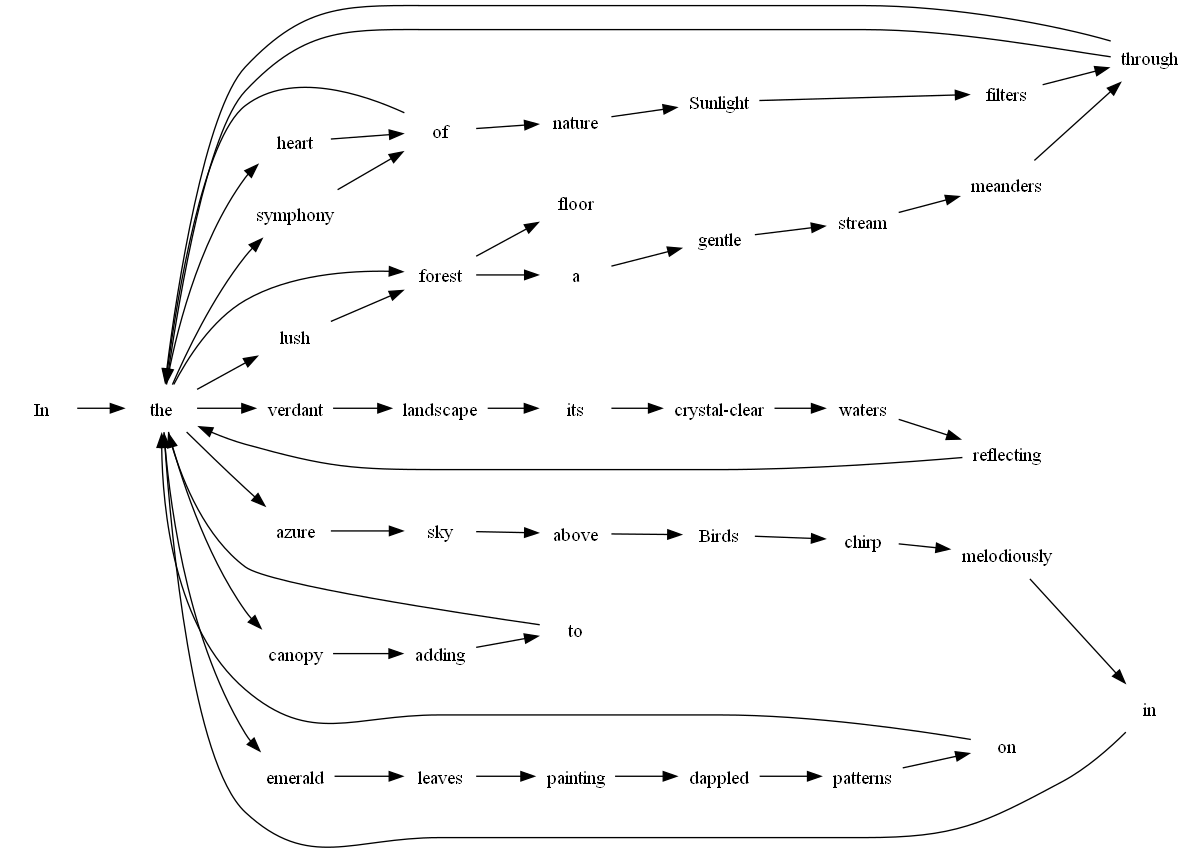 through
Sunlight
filters
nature
of
heart
meanders
floor
symphony
stream
gentle
forest
a
lush
In
the
verdant
landscape
its
crystal-clear
waters
reflecting
azure
sky
above
Birds
chirp
melodiously
to
canopy
adding
in
on
emerald
leaves
painting
dappled
patterns